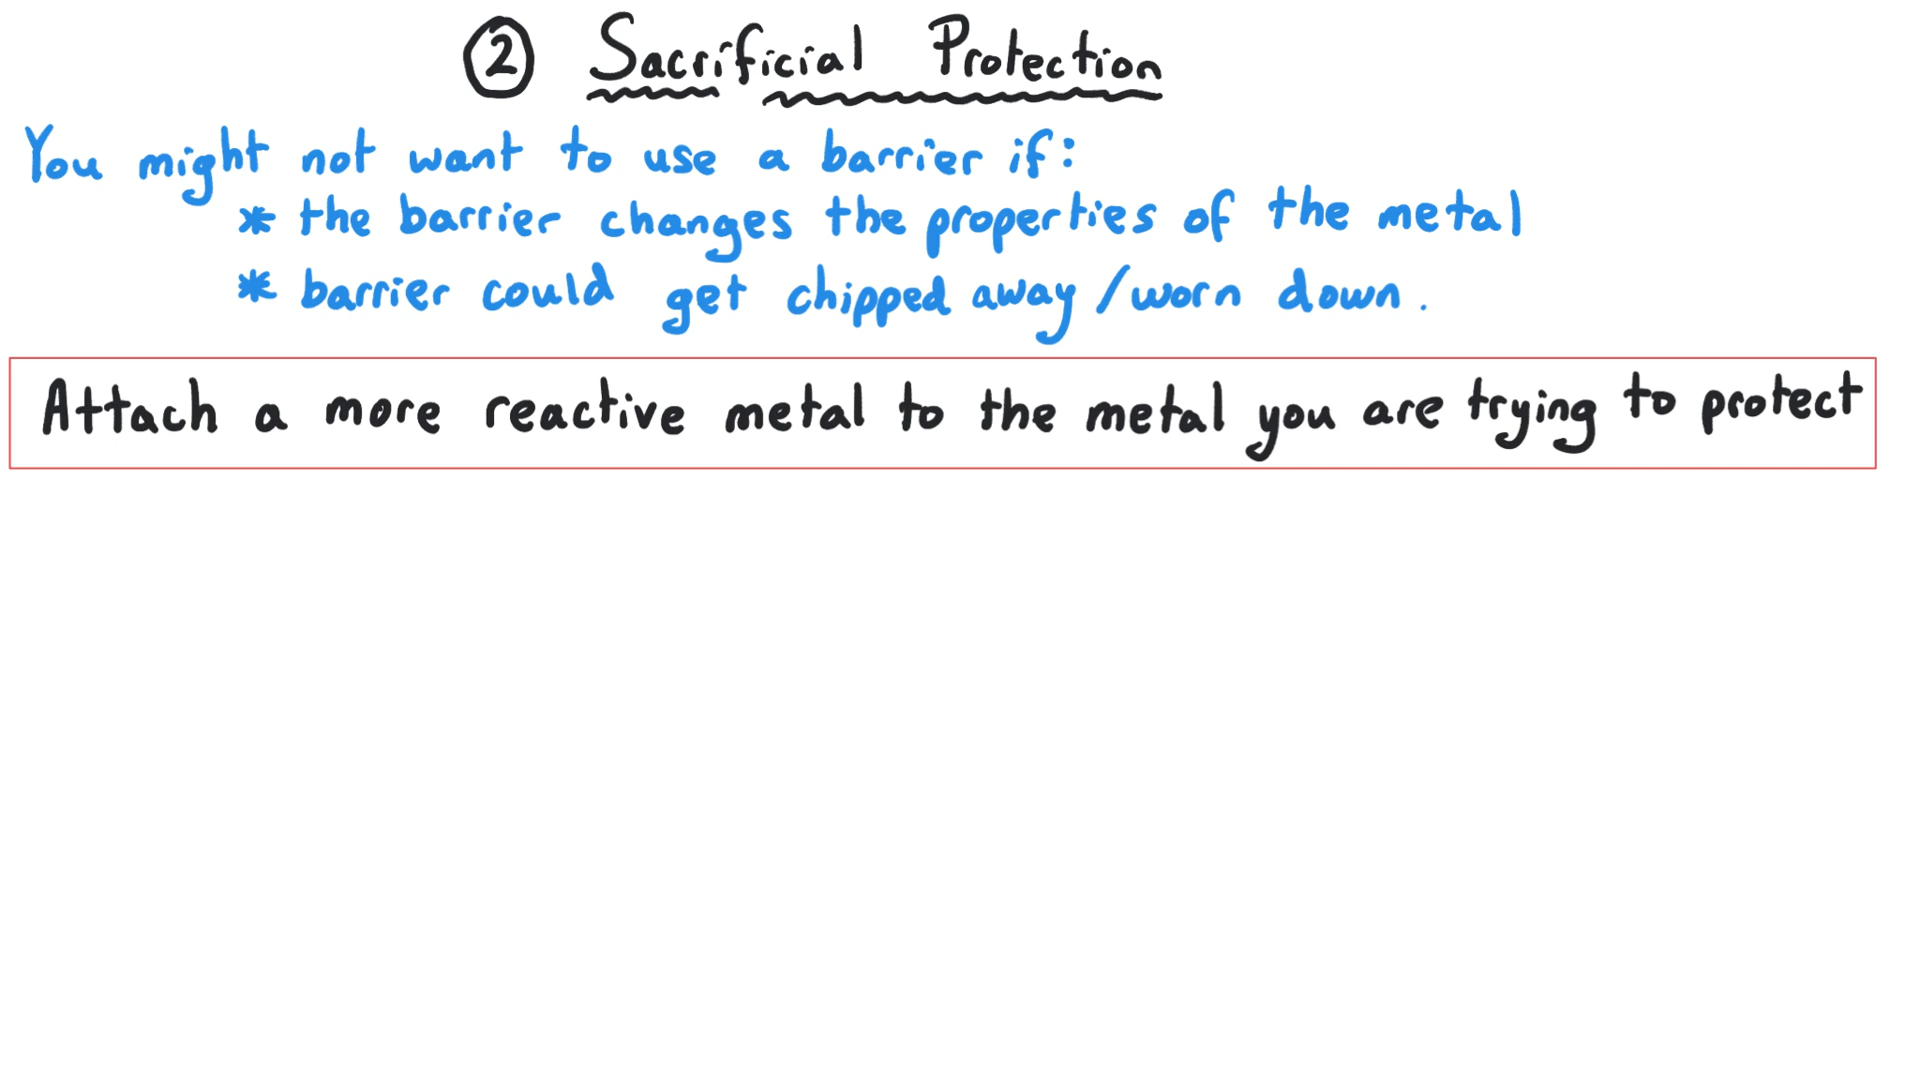 ② Sacrificial Protection
You might not want to use a barrier if:
* the barrier changes the properties of the metal
* barrier could get chipped away/worn down.
Attach a more reactive metal to the metal you are trying to protect